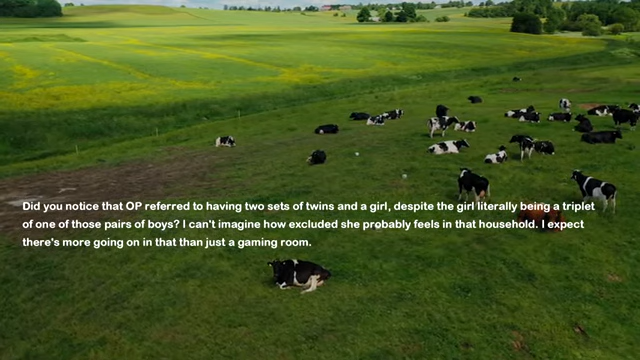 Did you notice that OP referred to having two sets of twins and a girl, despite the girl literally being a triplet
of one of those pairs of boys? I can't imagine how excluded she probably feels in that household. I expect
there's more going on in that than just a gaming room.